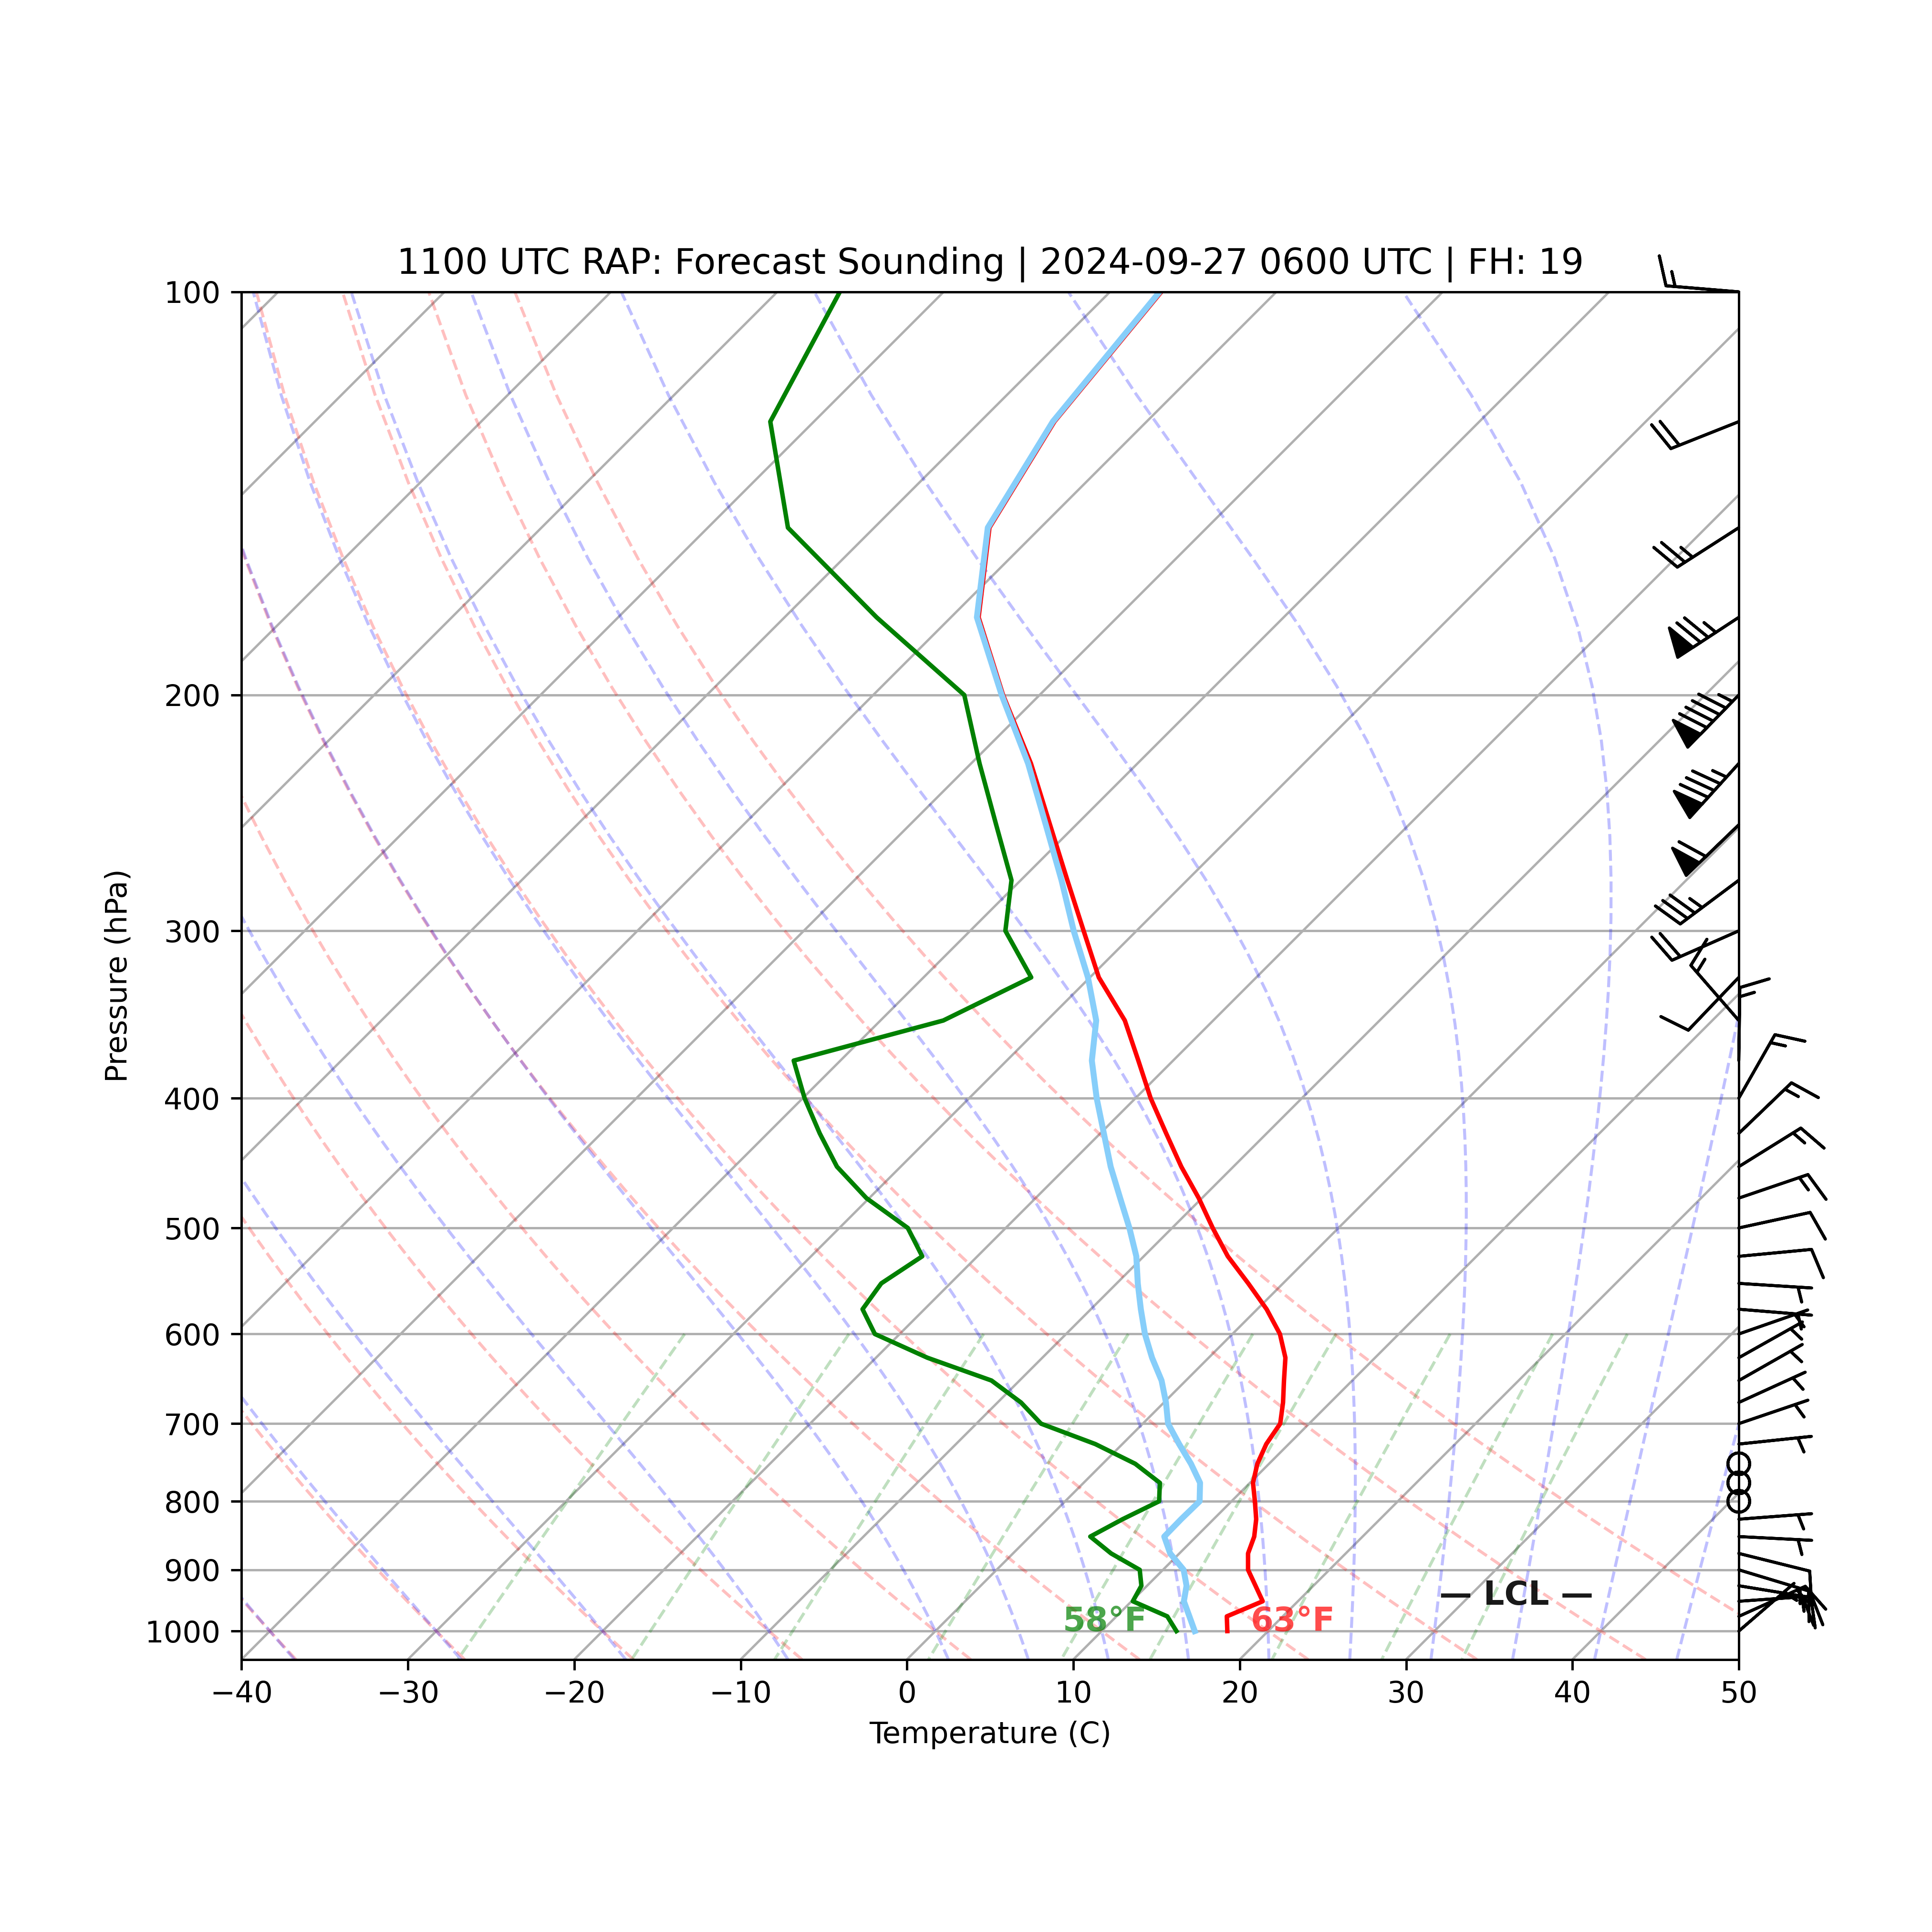 1100 UTC RAP: Forecast Sounding | 2024-09-27 0600 UTC | FH: 19
100
200
300
400
500
600
700
800
900
1000
Pressure (hPa)
— LCL —
58°F 63°F
−40 −30 −20 −10 0 10 20 30 40 50
Temperature (C)